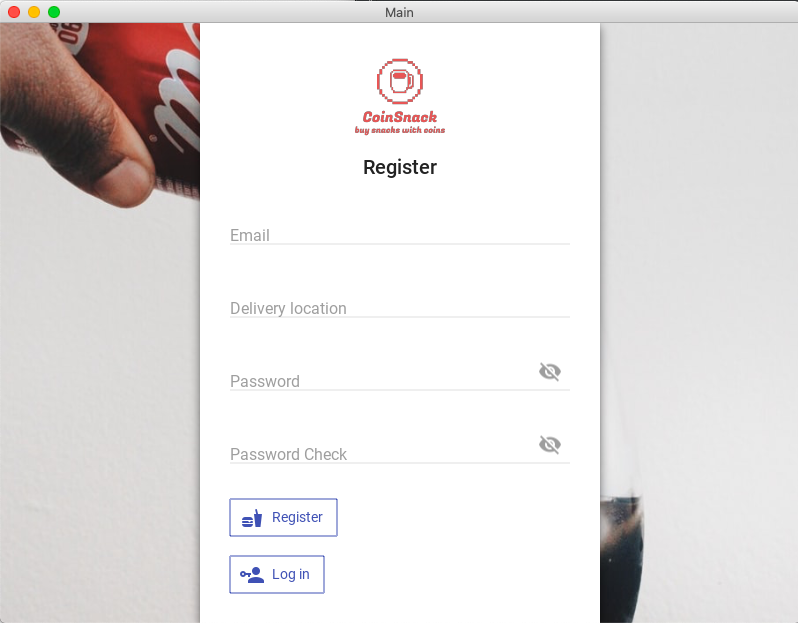 Main
CoinSnack
buy snacks with coins
Register
Email
Delivery location
Password
Password Check
Register
Log in